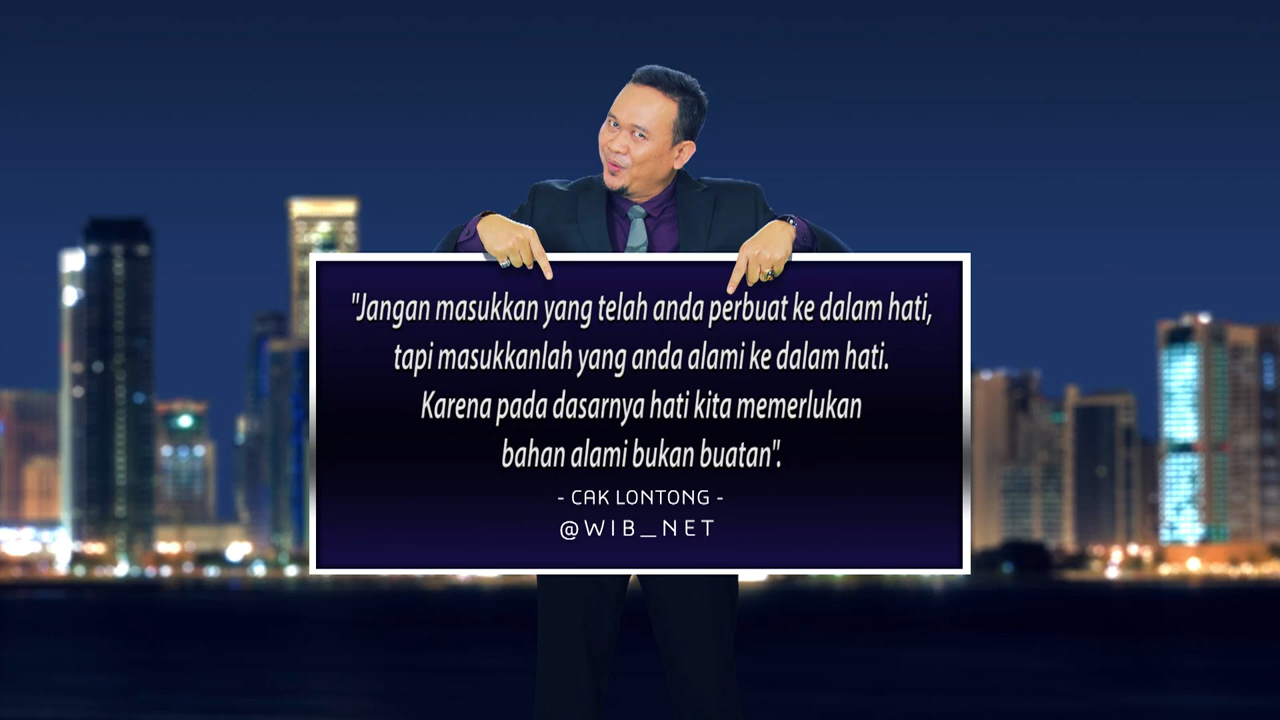 "Jangan masukkan yang telah anda perbuat ke dalam hati,
tapi masukkanlah yang anda alami ke dalam hati.
Karena pada dasarnya hati kita memerlukan
bahan alami bukan buatan".
- CAK LONTONG -
@WIB_NET